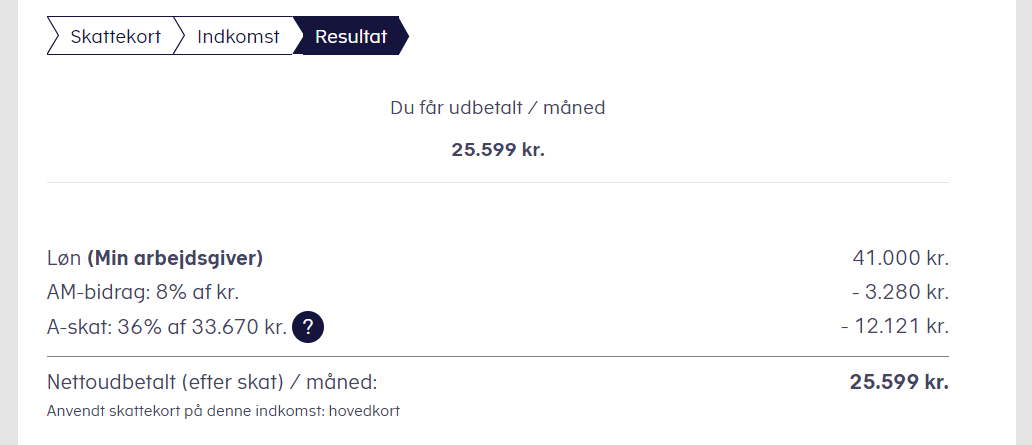 Skattekort Indkomst Resultat
Du får udbetalt / måned
25.599 kr.
Løn (Min arbejdsgiver) 41.000 kr.
AM-bidrag: 8% af kr. - 3.280 kr.
A-skat: 36% af 33.670 kr. ? - 12.121 kr.
Nettoudbetalt (efter skat) / måned: 25.599 kr.
Anvendt skattekort på denne indkomst: hovedkort